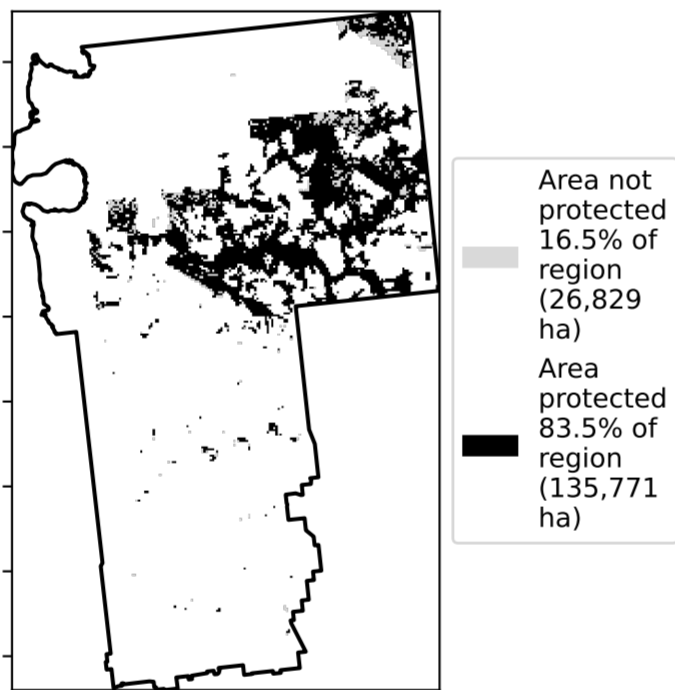 Area not
protected
16.5% of
region
(26,829
ha)
Area
protected
83.5% of
region
(135,771
ha)